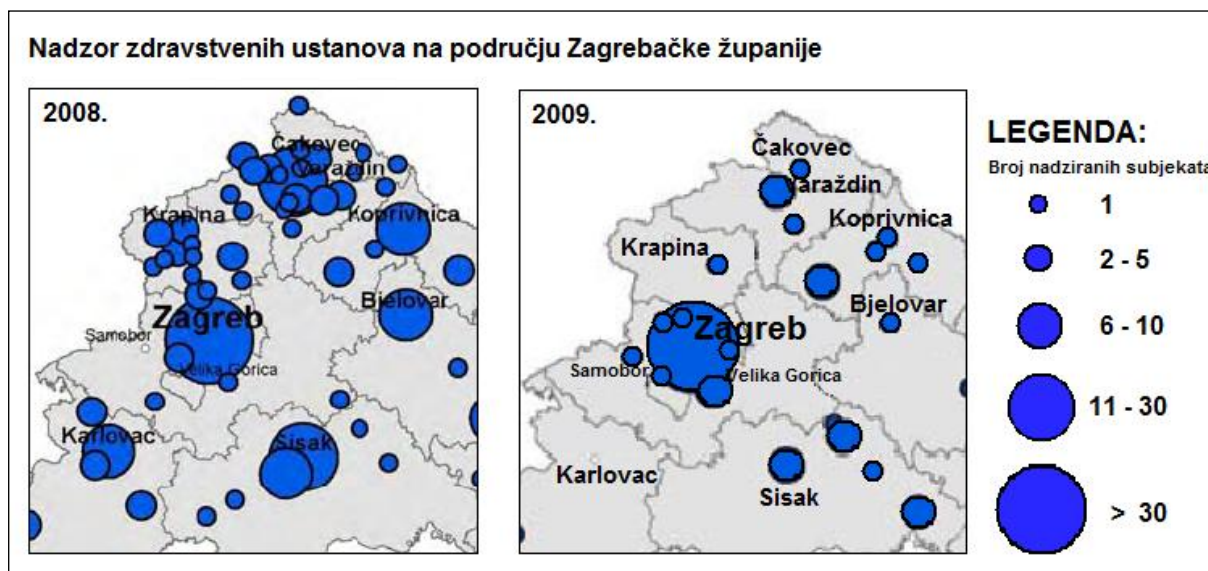 Nadzor zdravstvenih ustanova na području Zagrebačke županije
2008.
Čakovec
Varaždin
Krapina
Koprivnica
Bjelovar
Zagreb
Samobor
Velika Gorica
Karlovac
Sisak
2009.
Čakovec
Varaždin
Koprivnica
Krapina
Bjelovar
Zagreb
Samobor
Velika Gorica
Karlovac
Sisak
LEGENDA:
Broj nadziranih subjekata
1
2 - 5
6 - 10
11 - 30
> 30